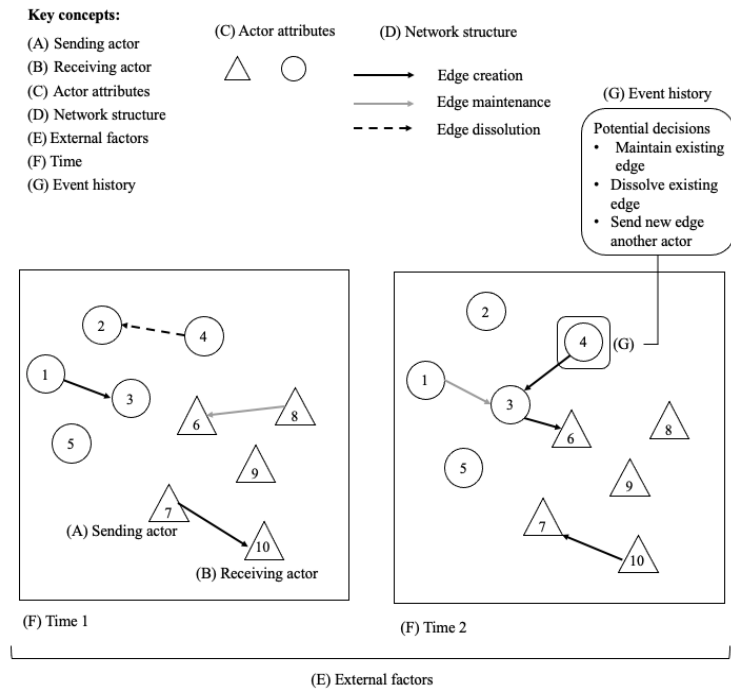 Key concepts:
(A) Sending actor
(B) Receiving actor
(C) Actor attributes
(D) Network structure
(E) External factors
(F) Time
(G) Event history
(C) Actor attributes
(D) Network structure
Edge creation
Edge maintenance
Edge dissolution
(G) Event history
Potential decisions
• Maintain existing
edge
• Dissolve existing
edge
• Send new edge
another actor
2
4
1
3
5
6
8
9
7
10
(A) Sending actor
(B) Receiving actor
(F) Time 1
2
4
(G)
1
3
6
8
5
9
7
10
(F) Time 2
(E) External factors